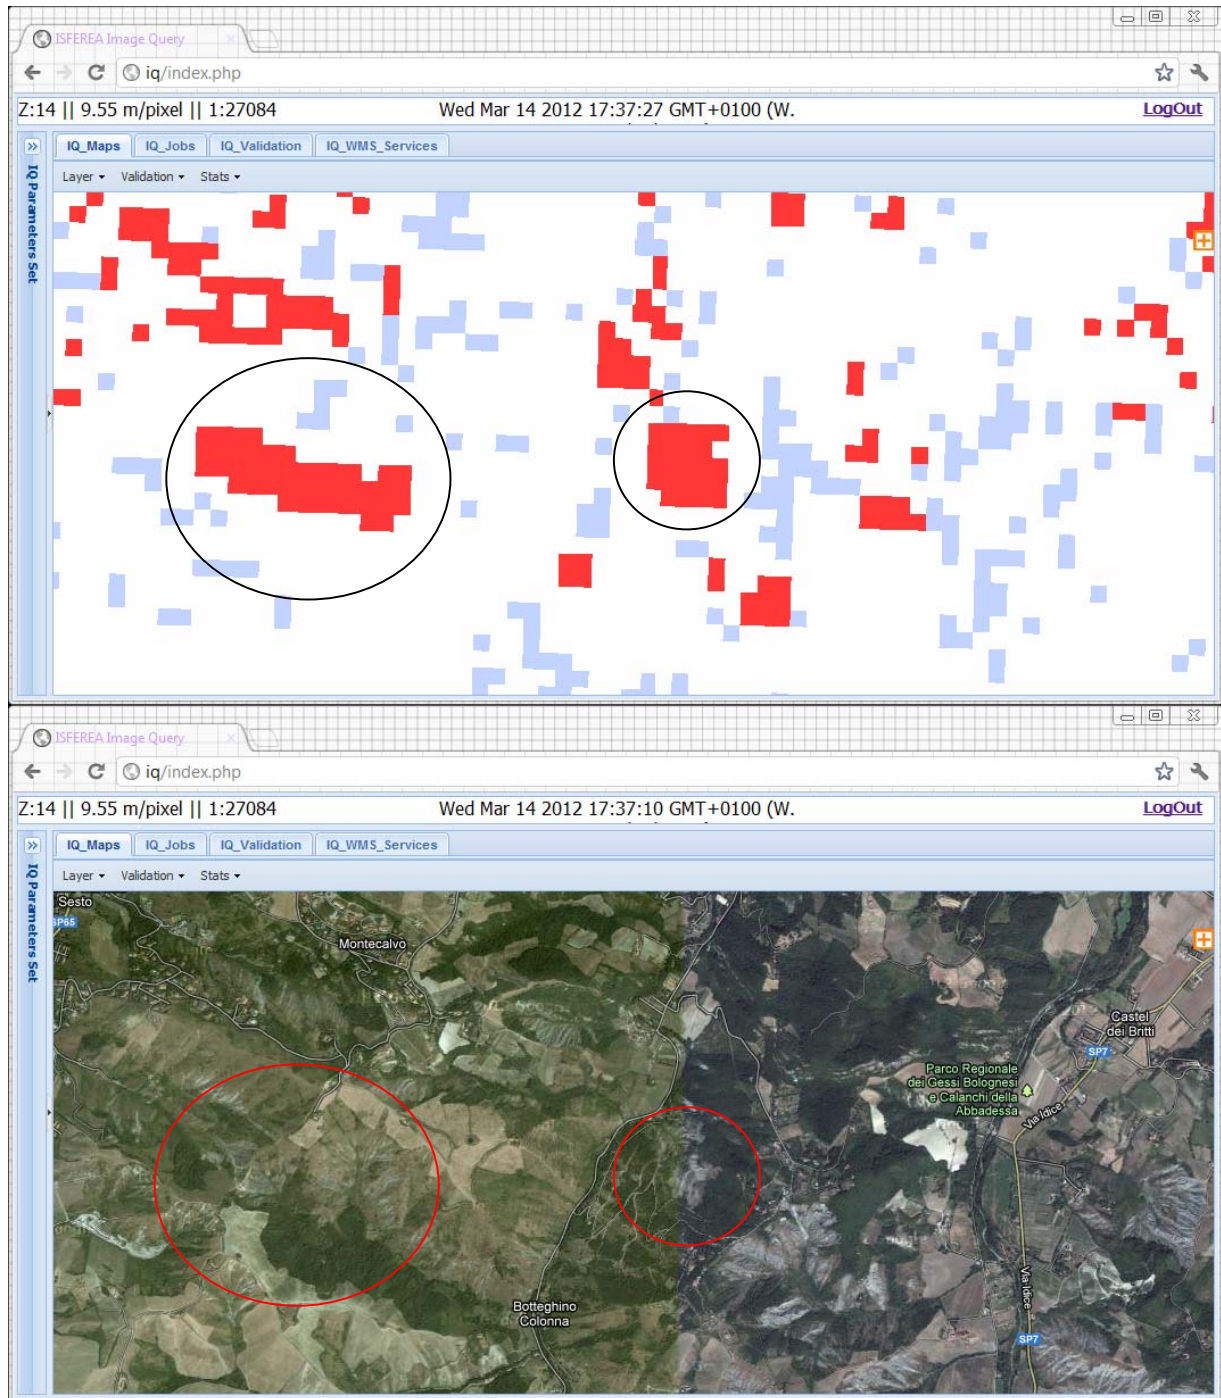 ISFEREA Image Query
iq/index.php
Z:14 || 9.55 m/pixel || 1:27084 Wed Mar 14 2012 17:37:27 GMT+0100 (W. LogOut
IQ_Maps IQ_Jobs IQ_Validation IQ_WMS_Services
Layer Validation Stats
IQ Parameters Set
ISFEREA Image Query
iq/index.php
Z:14 || 9.55 m/pixel || 1:27084 Wed Mar 14 2012 17:37:10 GMT+0100 (W. LogOut
IQ_Maps IQ_Jobs IQ_Validation IQ_WMS_Services
Layer Validation Stats
IQ Parameters Set
Sesto
SP65
Montecalvo
Castel
dei Britti
SP7
Parco Regionale
dei Gessi Bolognesi
e Calanchi della
Abbadessa
Via Idice
Via Idice
Botteghino
Colonna
SP7